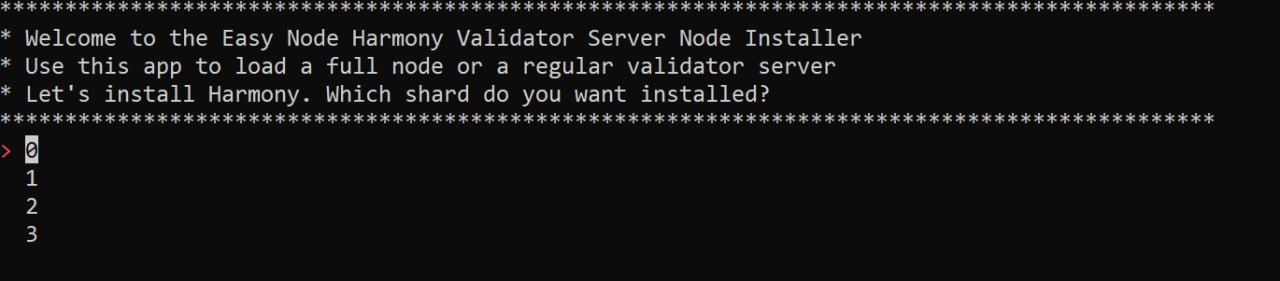 *********************************************************************************************
* Welcome to the Easy Node Harmony Validator Server Node Installer
* Use this app to load a full node or a regular validator server
* Let's install Harmony. Which shard do you want installed?
*********************************************************************************************
> 0
1
2
3